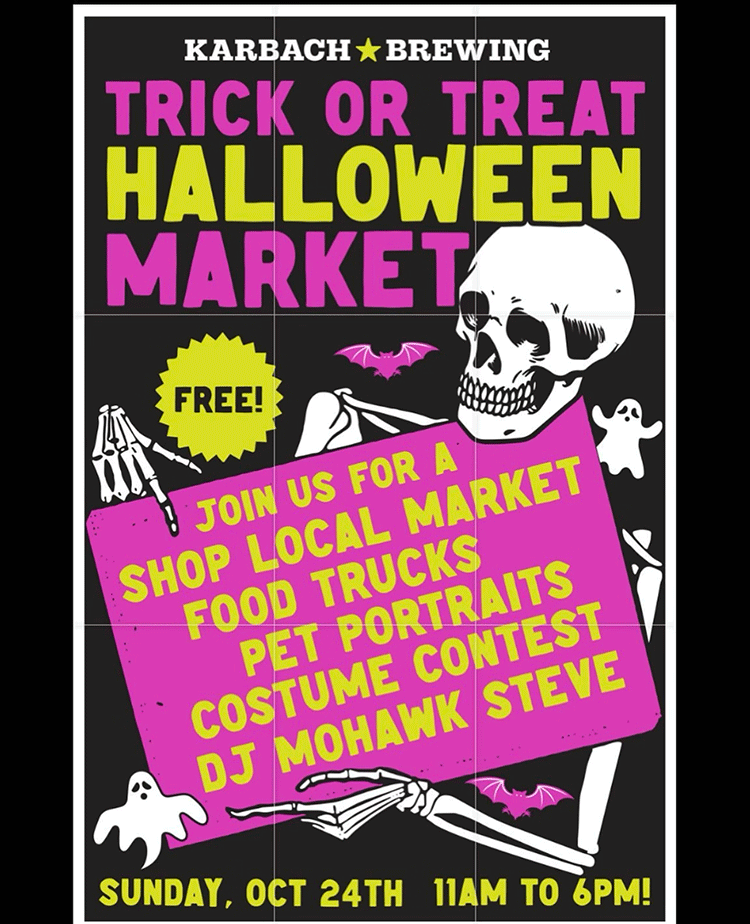 KARBACH★BREWING
TRICK OR TREAT
HALLOWEEN
MARKET
FREE!
JOIN US FOR A
SHOP LOCAL MARKET
FOOD TRUCKS
PET PORTRAITS
COSTUME CONTEST
DJ MOHAWK STEVE
SUNDAY, OCT 24TH 11AM TO 6PM!